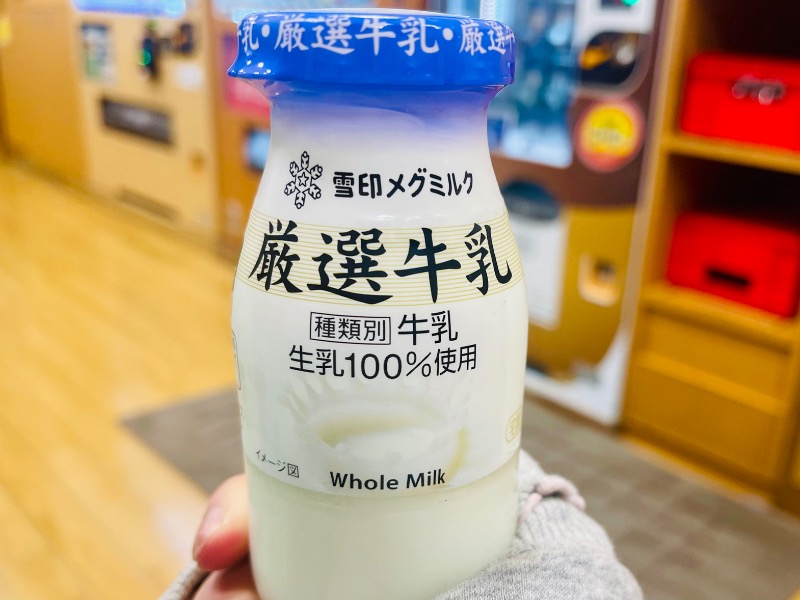 乳・厳選牛乳・厳選
雪印メグミルク
厳選牛乳
種類別 牛乳
生乳100%使用
イメージ図
Whole Milk